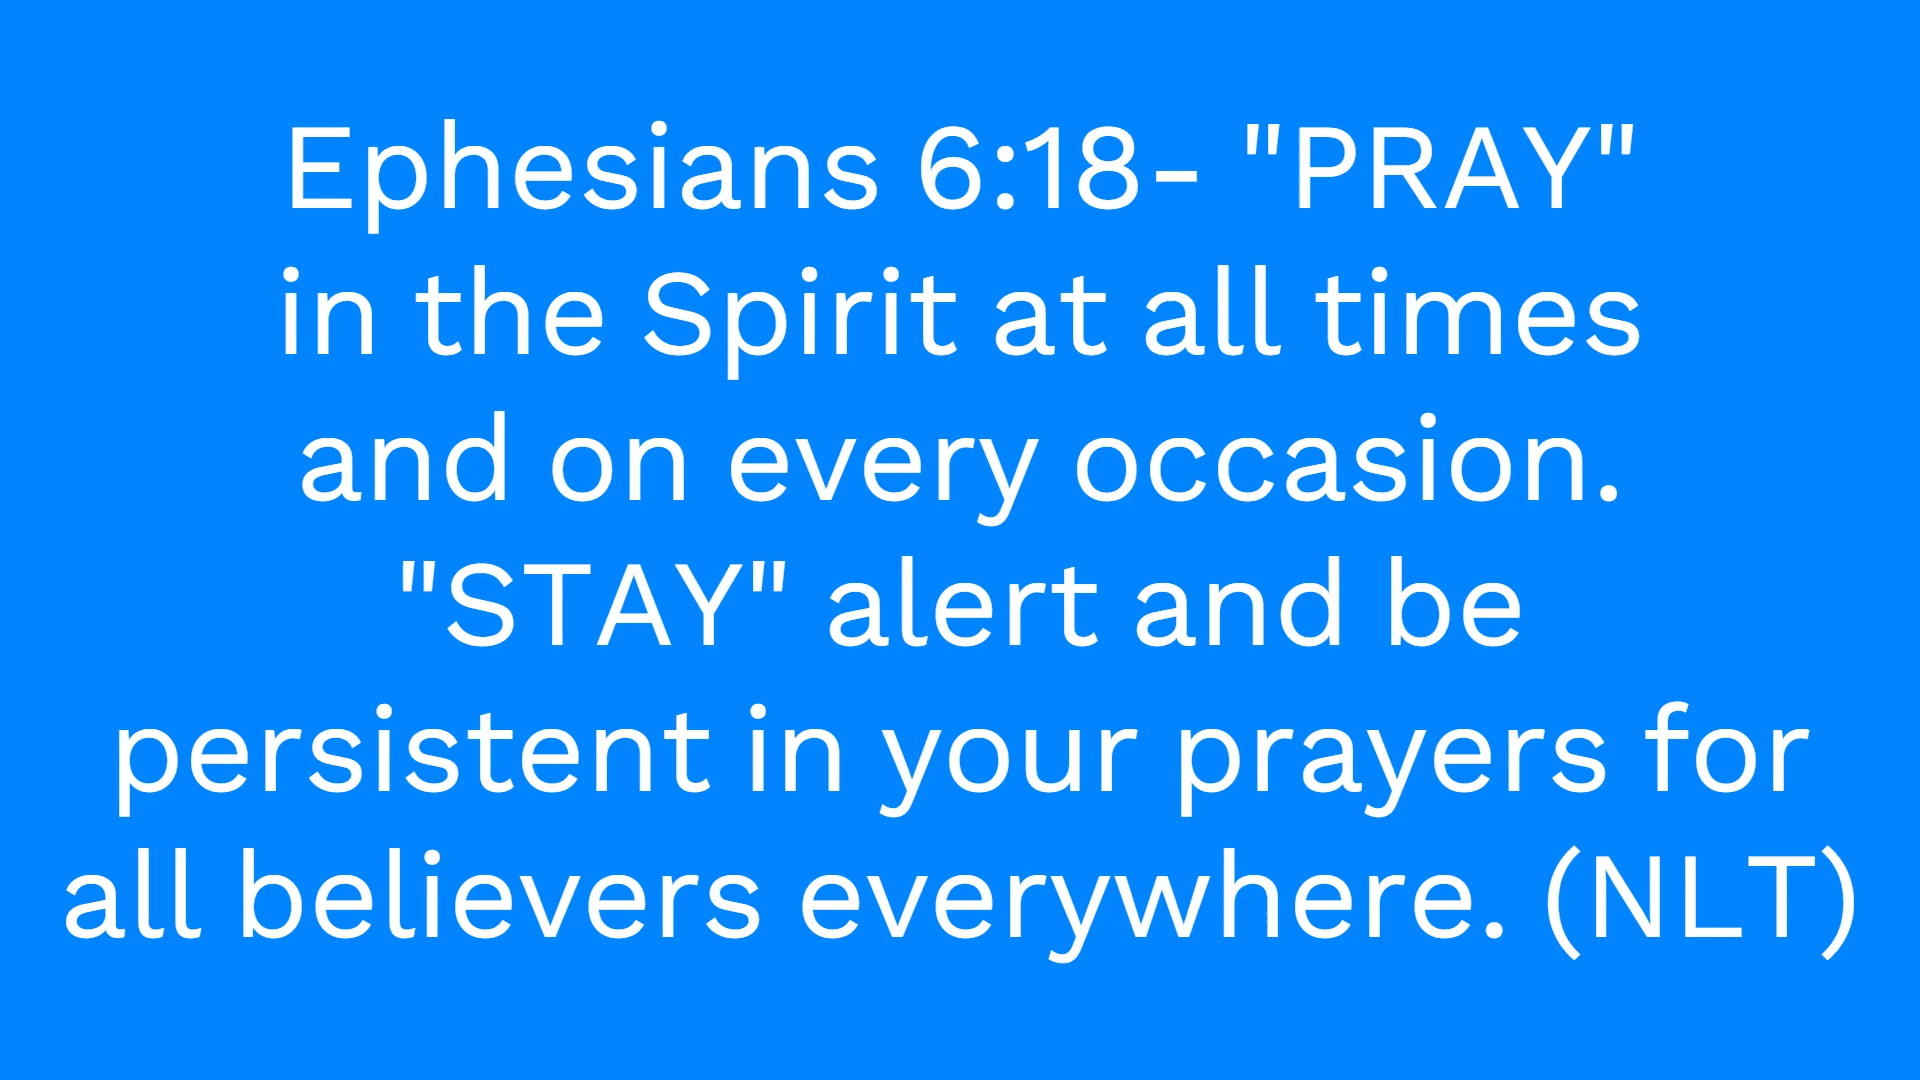 Ephesians 6:18- "PRAY"
in the Spirit at all times
and on every occasion.
"STAY" alert and be
persistent in your prayers for
all believers everywhere. (NLT)